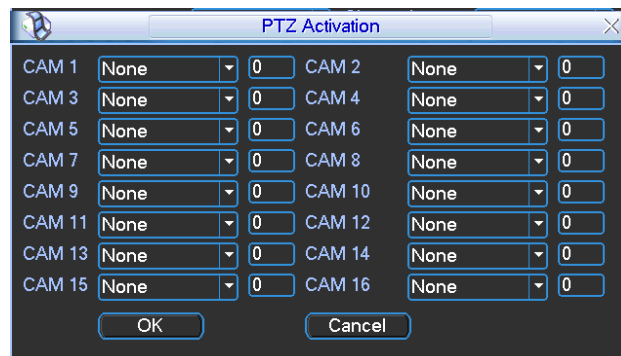 PTZ Activation
CAM 1 None 0 CAM 2 None 0
CAM 3 None 0 CAM 4 None 0
CAM 5 None 0 CAM 6 None 0
CAM 7 None 0 CAM 8 None 0
CAM 9 None 0 CAM 10 None 0
CAM 11 None 0 CAM 12 None 0
CAM 13 None 0 CAM 14 None 0
CAM 15 None 0 CAM 16 None 0
OK Cancel